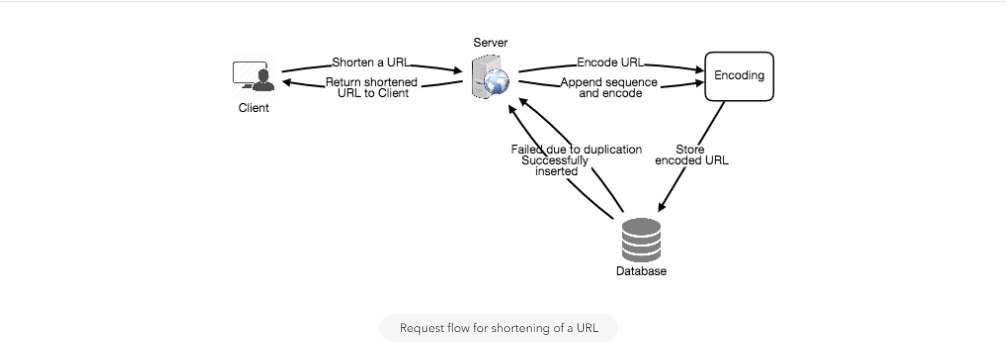 Server
Shorten a URL
Return shortened
URL to Client
Client
Encode URL
Append sequence
and encode
Encoding
Failed due to duplication
Successfully
inserted
Store
encoded URL
Database
Request flow for shortening of a URL